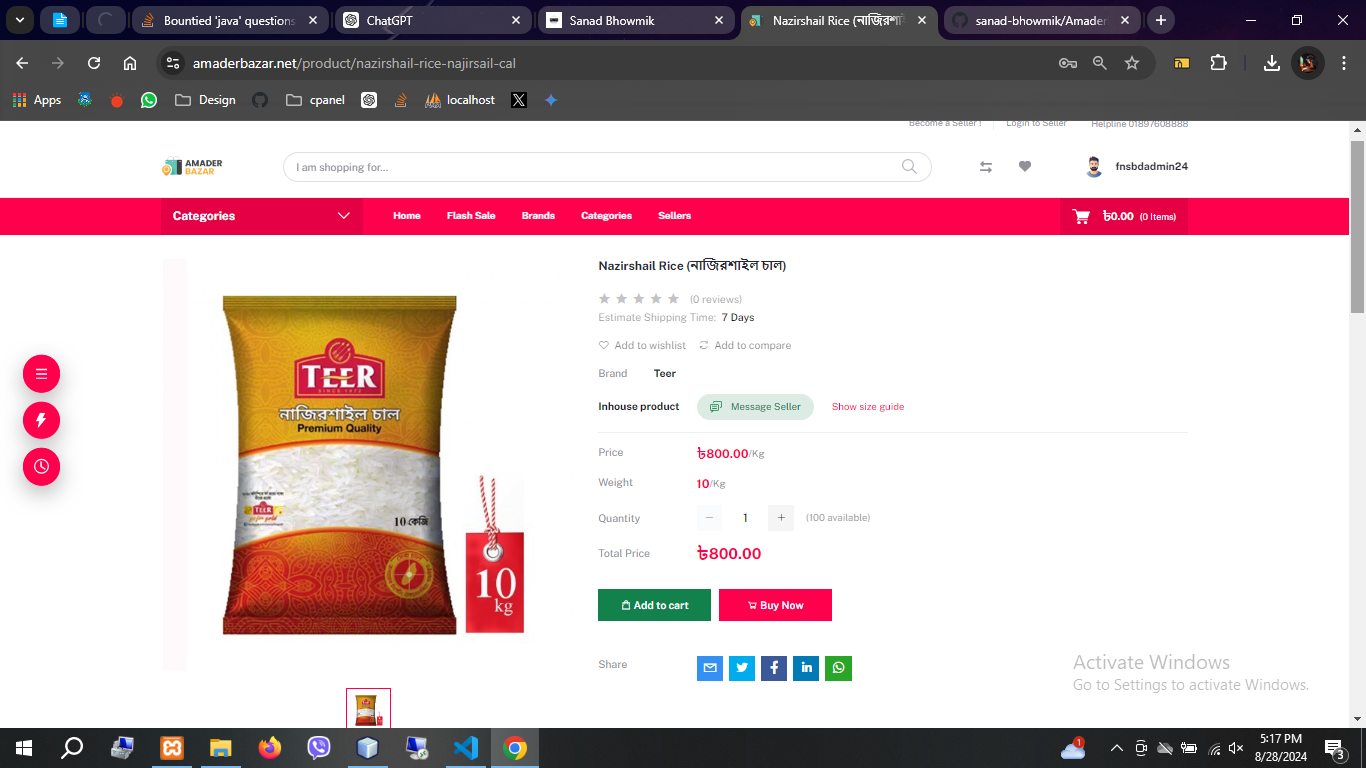 Bountied 'java' questions
ChatGPT
Sanad Bhowmik
Nazirshail Rice (নাজিরশাই
sanad-bhowmik/Amader
amaderbazar.net/product/nazirshail-rice-najirsail-cal
Apps
Design
cpanel
localhost
Become a Seller !
Login to Seller
Helpline 01897608888
AMADER
BAZAR
I am shopping for...
fnsbdadmin24
Categories
Home
Flash Sale
Brands
Categories
Sellers
৳0.00 (0 Items)
Nazirshail Rice (নাজিরশাইল চাল)
(0 reviews)
Estimate Shipping Time: 7 Days
Add to wishlist
Add to compare
Brand Teer
Inhouse product
Message Seller
Show size guide
Price ৳800.00/Kg
Weight 10/Kg
Quantity − 1 + (100 available)
Total Price ৳800.00
Add to cart
Buy Now
Share
TEER
SINCE 1972
নাজিরশাইল চাল
Premium Quality
TEER
10 কেজি
10
kg
Activate Windows
Go to Settings to activate Windows.
1
5:17 PM
8/28/2024
3